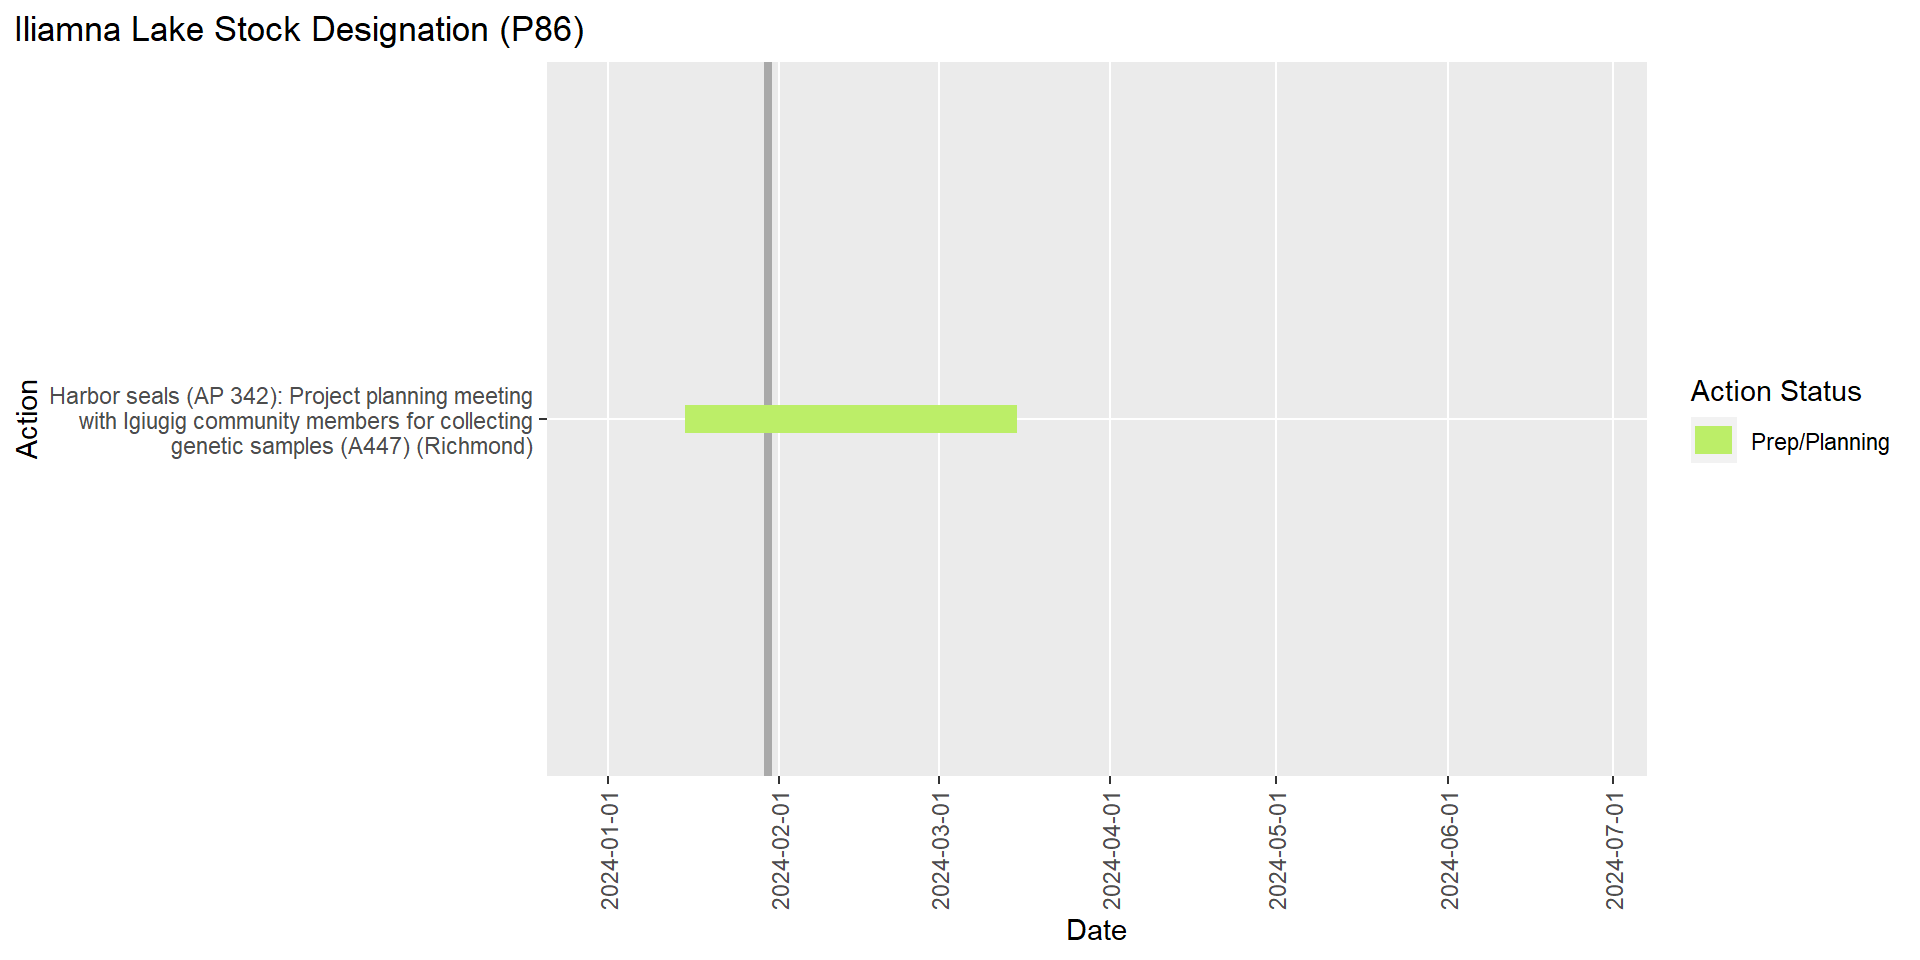 Iliamna Lake Stock Designation (P86)
Action
Harbor seals (AP 342): Project planning meeting
with Igiugig community members for collecting
genetic samples (A447) (Richmond)
Action Status
Prep/Planning
2024-01-01
2024-02-01
2024-03-01
2024-04-01
2024-05-01
2024-06-01
2024-07-01
Date